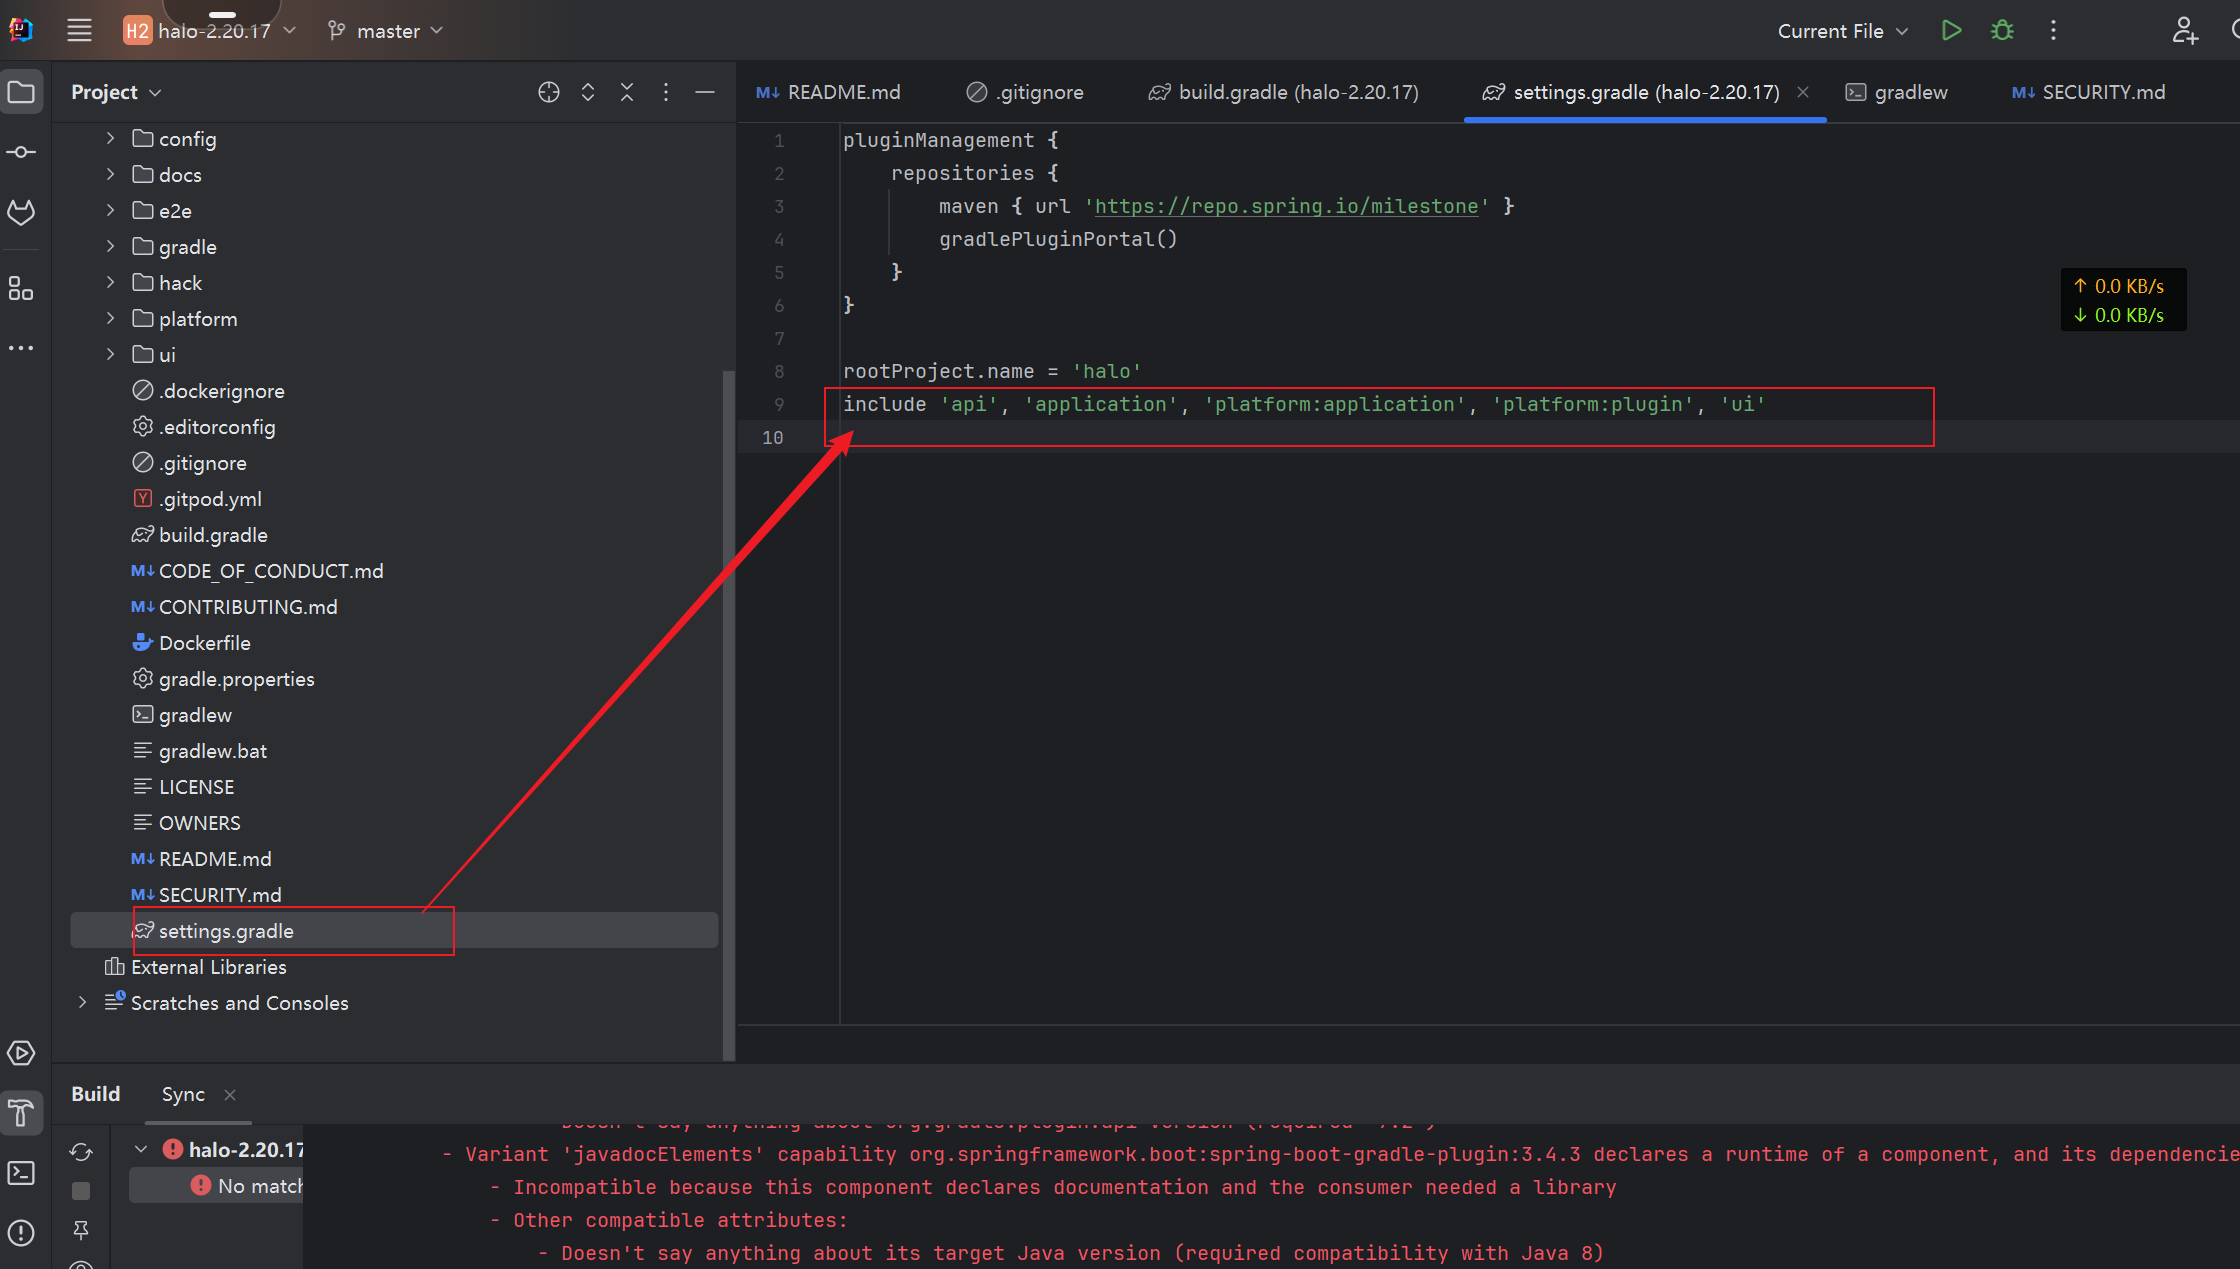 H2 halo-2.20.17
master
Current File
Project
README.md
.gitignore
build.gradle (halo-2.20.17)
settings.gradle (halo-2.20.17)
gradlew
SECURITY.md
config
docs
e2e
gradle
hack
platform
ui
.dockerignore
.editorconfig
.gitignore
.gitpod.yml
build.gradle
CODE_OF_CONDUCT.md
CONTRIBUTING.md
Dockerfile
gradle.properties
gradlew
gradlew.bat
LICENSE
OWNERS
README.md
SECURITY.md
settings.gradle
External Libraries
Scratches and Consoles
1 pluginManagement {
2 repositories {
3 maven { url 'https://repo.spring.io/milestone' }
4 gradlePluginPortal()
5 }
6 }
7
8 rootProject.name = 'halo'
9 include 'api', 'application', 'platform:application', 'platform:plugin', 'ui'
10
↑ 0.0 KB/s
↓ 0.0 KB/s
Build Sync
halo-2.20.17
No match
- Variant 'javadocElements' capability org.springframework.boot:spring-boot-gradle-plugin:3.4.3 declares a runtime of a component, and its dependencie
- Incompatible because this component declares documentation and the consumer needed a library
- Other compatible attributes:
- Doesn't say anything about its target Java version (required compatibility with Java 8)